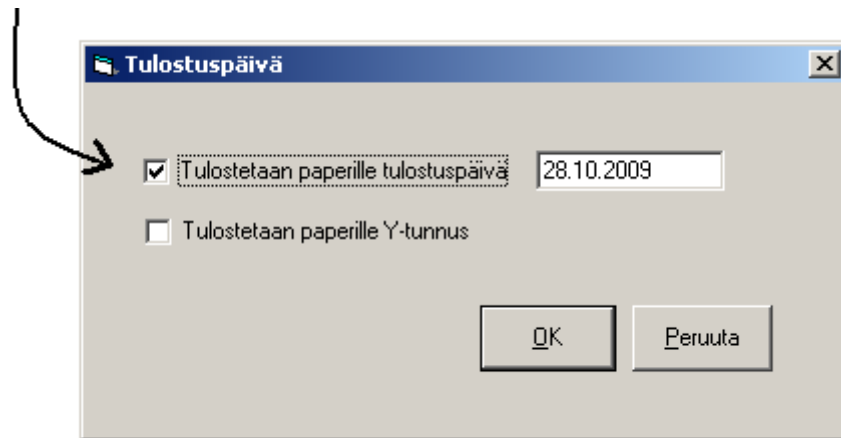 Tulostuspäivä
Tulostetaan paperille tulostuspäivä 28.10.2009
Tulostetaan paperille Y-tunnus
OK Peruuta